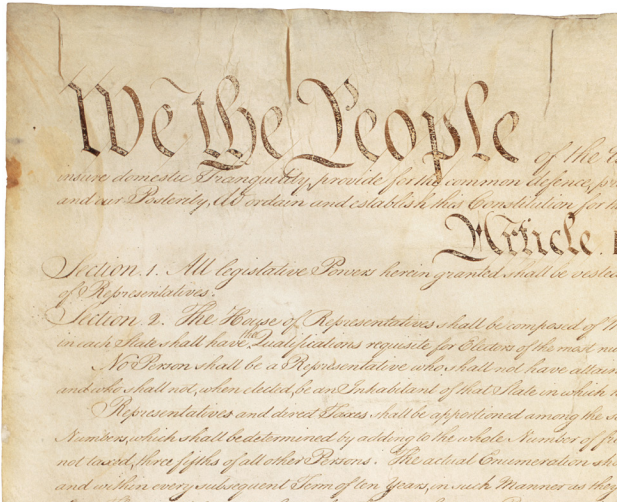 We the People of the
insure domestic Tranquility, provide for the common defence,
and our Posterity, do ordain and establish this Constitution for
Article.
Section. 1. All legislative Powers herein granted shall be vested
of Representatives.
Section. 2. The House of Representatives shall be composed of
in each State shall have the Qualifications requisite for Electors of the most
No Person shall be a Representative who shall not have
and who shall not, when elected, be an Inhabitant of that State in which
Representatives and direct Taxes shall be apportioned among the
Numbers, which shall be determined by adding to the whole Number of
not taxed, three fifths of all other Persons. The actual Enumeration
and within every subsequent Term of ten Years, in such Manner as they